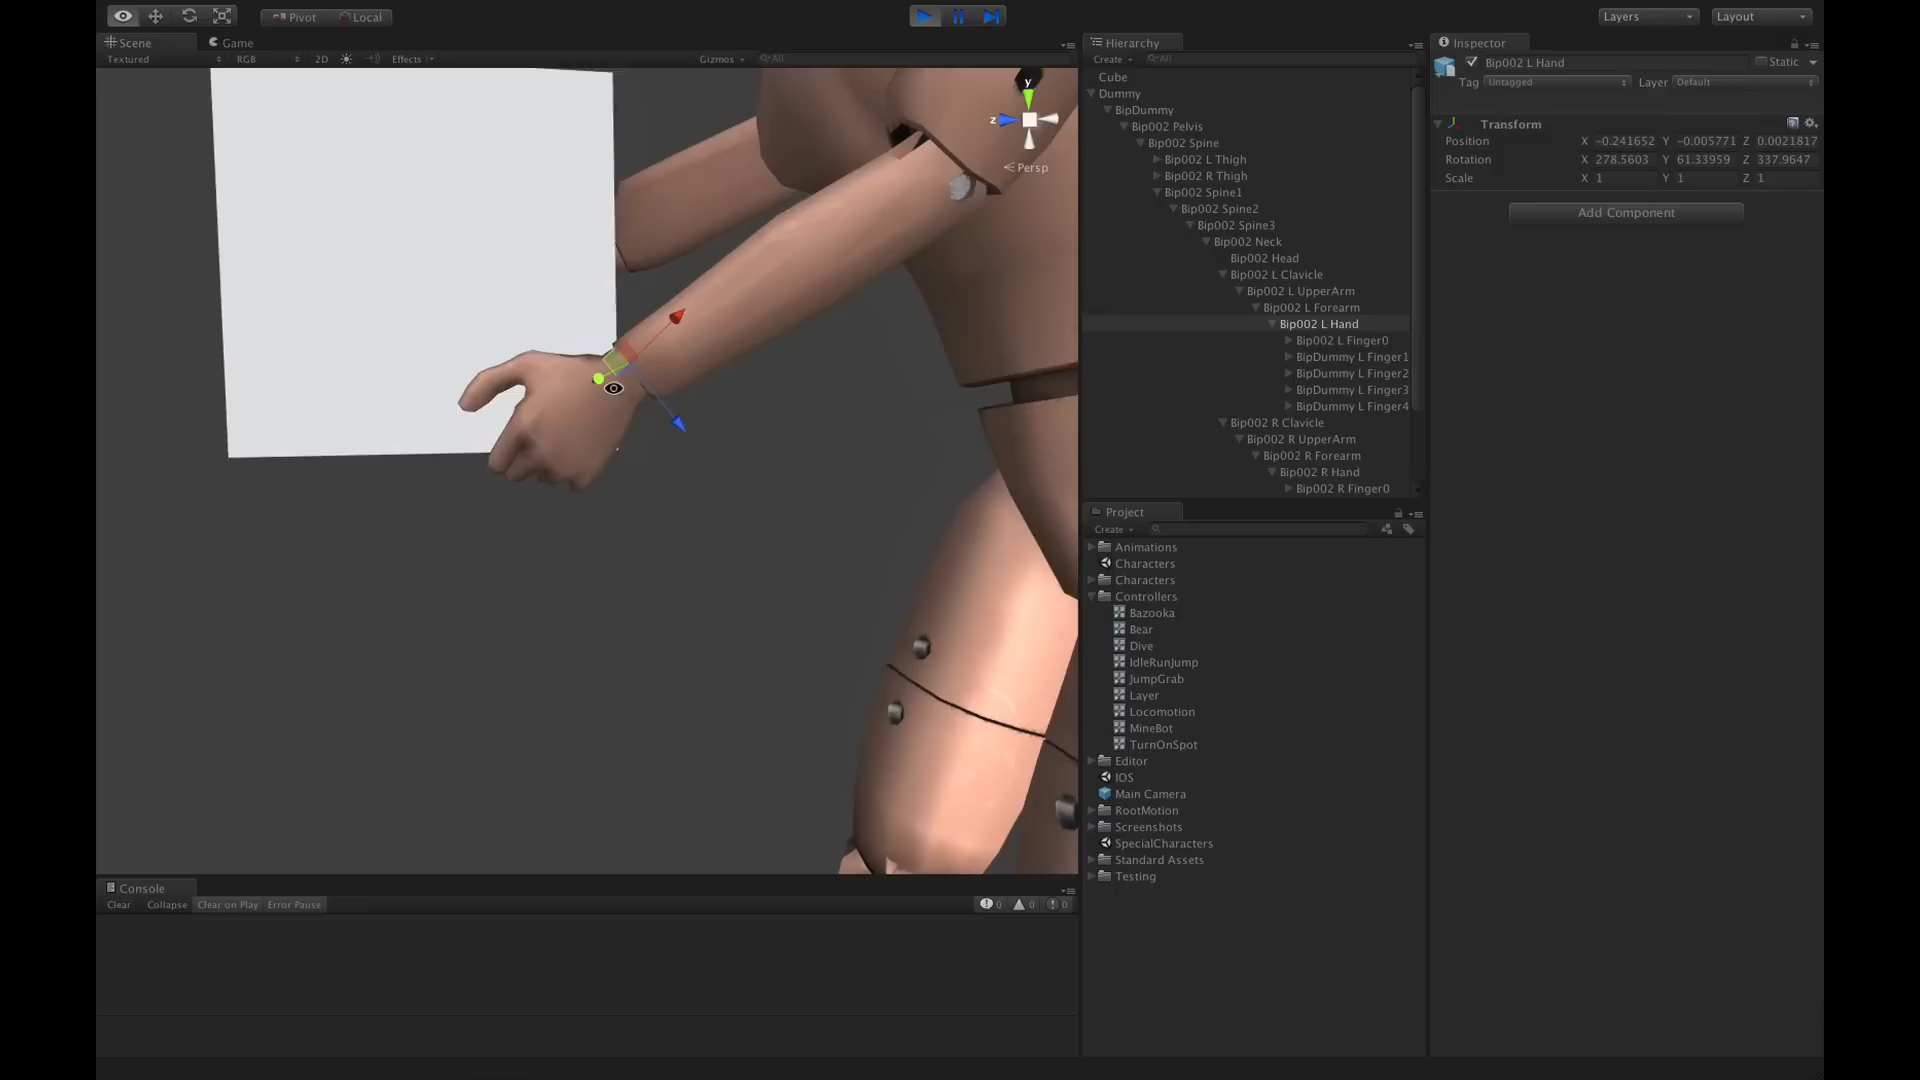 Pivot Local
Layers
Layout
Scene
Game
Textured
RGB
2D
Effects
Gizmos
All
y
z
Persp
Hierarchy
Create
All
Cube
Dummy
BipDummy
Bip002 Pelvis
Bip002 Spine
Bip002 L Thigh
Bip002 R Thigh
Bip002 Spine1
Bip002 Spine2
Bip002 Spine3
Bip002 Neck
Bip002 Head
Bip002 L Clavicle
Bip002 L UpperArm
Bip002 L Forearm
Bip002 L Hand
Bip002 L Finger0
BipDummy L Finger1
BipDummy L Finger2
BipDummy L Finger3
BipDummy L Finger4
Bip002 R Clavicle
Bip002 R UpperArm
Bip002 R Forearm
Bip002 R Hand
Bip002 R Finger0
Project
Create
Animations
Characters
Characters
Controllers
Bazooka
Bear
Dive
IdleRunJump
JumpGrab
Layer
Locomotion
MineBot
TurnOnSpot
Editor
IOS
Main Camera
RootMotion
Screenshots
SpecialCharacters
Standard Assets
Testing
Inspector
Bip002 L Hand
Static
Tag Untagged Layer Default
Transform
Position X -0.241652 Y -0.005771 Z 0.0021817
Rotation X 278.5603 Y 61.33959 Z 337.9647
Scale X 1 Y 1 Z 1
Add Component
Console
Clear Collapse Clear on Play Error Pause
0 0 0